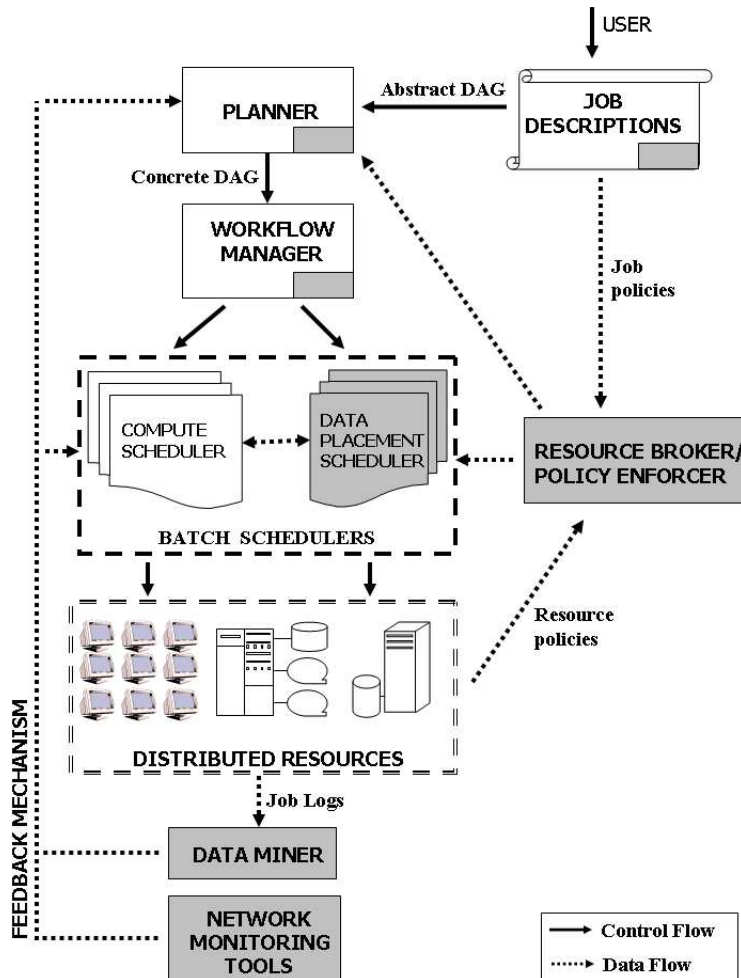 USER
Abstract DAG
JOB
DESCRIPTIONS
PLANNER
Concrete DAG
WORKFLOW
MANAGER
Job
policies
COMPUTE
SCHEDULER
DATA
PLACEMENT
SCHEDULER
RESOURCE BROKER/
POLICY ENFORCER
BATCH SCHEDULERS
Resource
policies
DISTRIBUTED RESOURCES
FEEDBACK MECHANISM
Job Logs
DATA MINER
NETWORK
MONITORING
TOOLS
Control Flow
Data Flow